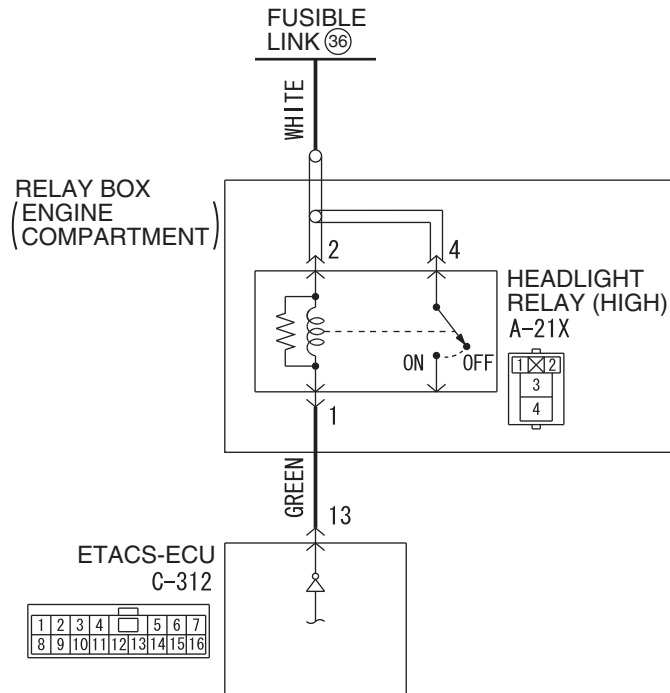 FUSIBLE
LINK 36
WHITE
RELAY BOX
(ENGINE
COMPARTMENT)
2
4
HEADLIGHT
RELAY (HIGH)
A-21X
ON
OFF
1 2
3
4
1
GREEN
13
ETACS-ECU
C-312
1 2 3 4 5 6 7
8 9 10 11 12 13 14 15 16